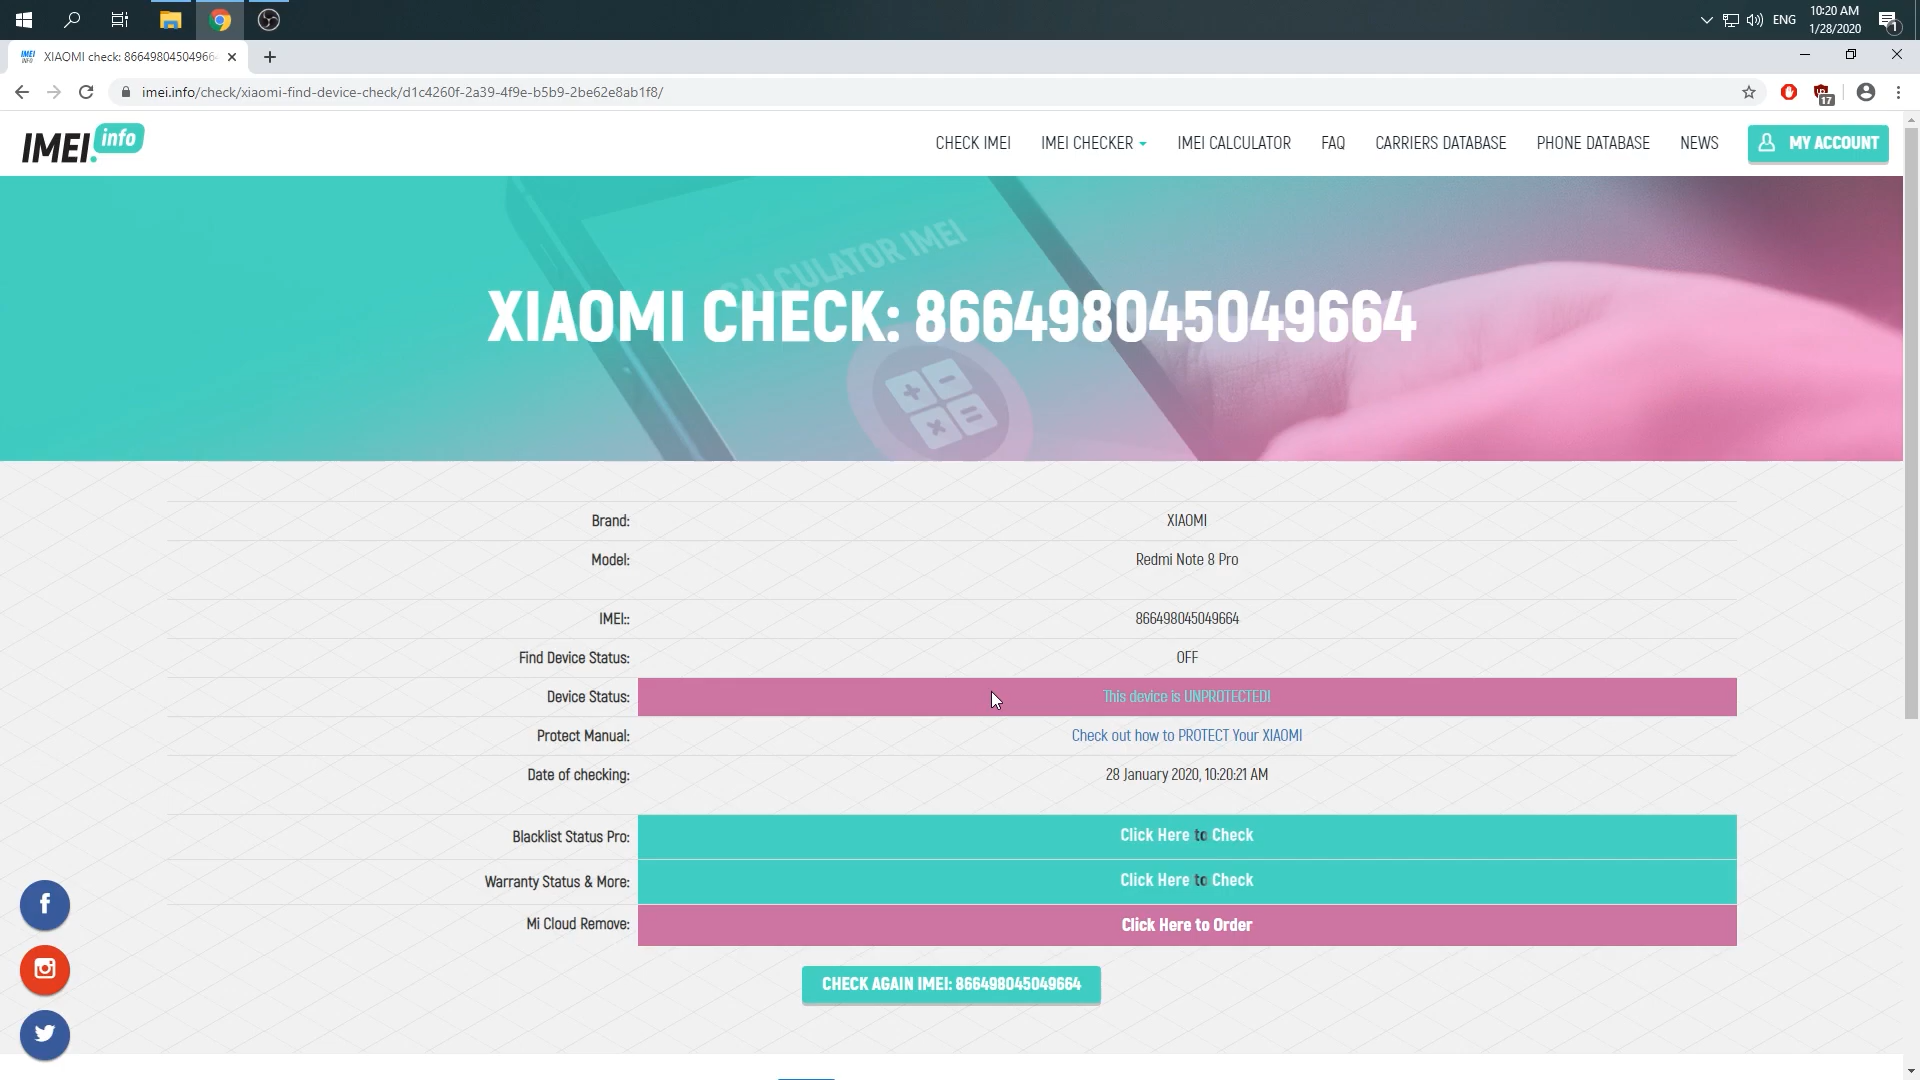 ENG
10:20 AM
1/28/2020
1
IMEI INFO
XIAOMI check: 866498045049664
imei.info/check/xiaomi-find-device-check/d1c4260f-2a39-4f9e-b5b9-2be62e8ab1f8/
17
IMEI.info
CHECK IMEI
IMEI CHECKER
IMEI CALCULATOR
FAQ
CARRIERS DATABASE
PHONE DATABASE
NEWS
MY ACCOUNT
CALCULATOR IMEI
XIAOMI CHECK: 866498045049664
Brand: XIAOMI
Model: Redmi Note 8 Pro
IMEI:: 866498045049664
Find Device Status: OFF
Device Status: This device is UNPROTECTED!
Protect Manual: Check out how to PROTECT Your XIAOMI
Date of checking: 28 January 2020, 10:20:21 AM
Blacklist Status Pro: Click Here to Check
Warranty Status & More: Click Here to Check
Mi Cloud Remove: Click Here to Order
CHECK AGAIN IMEI: 866498045049664